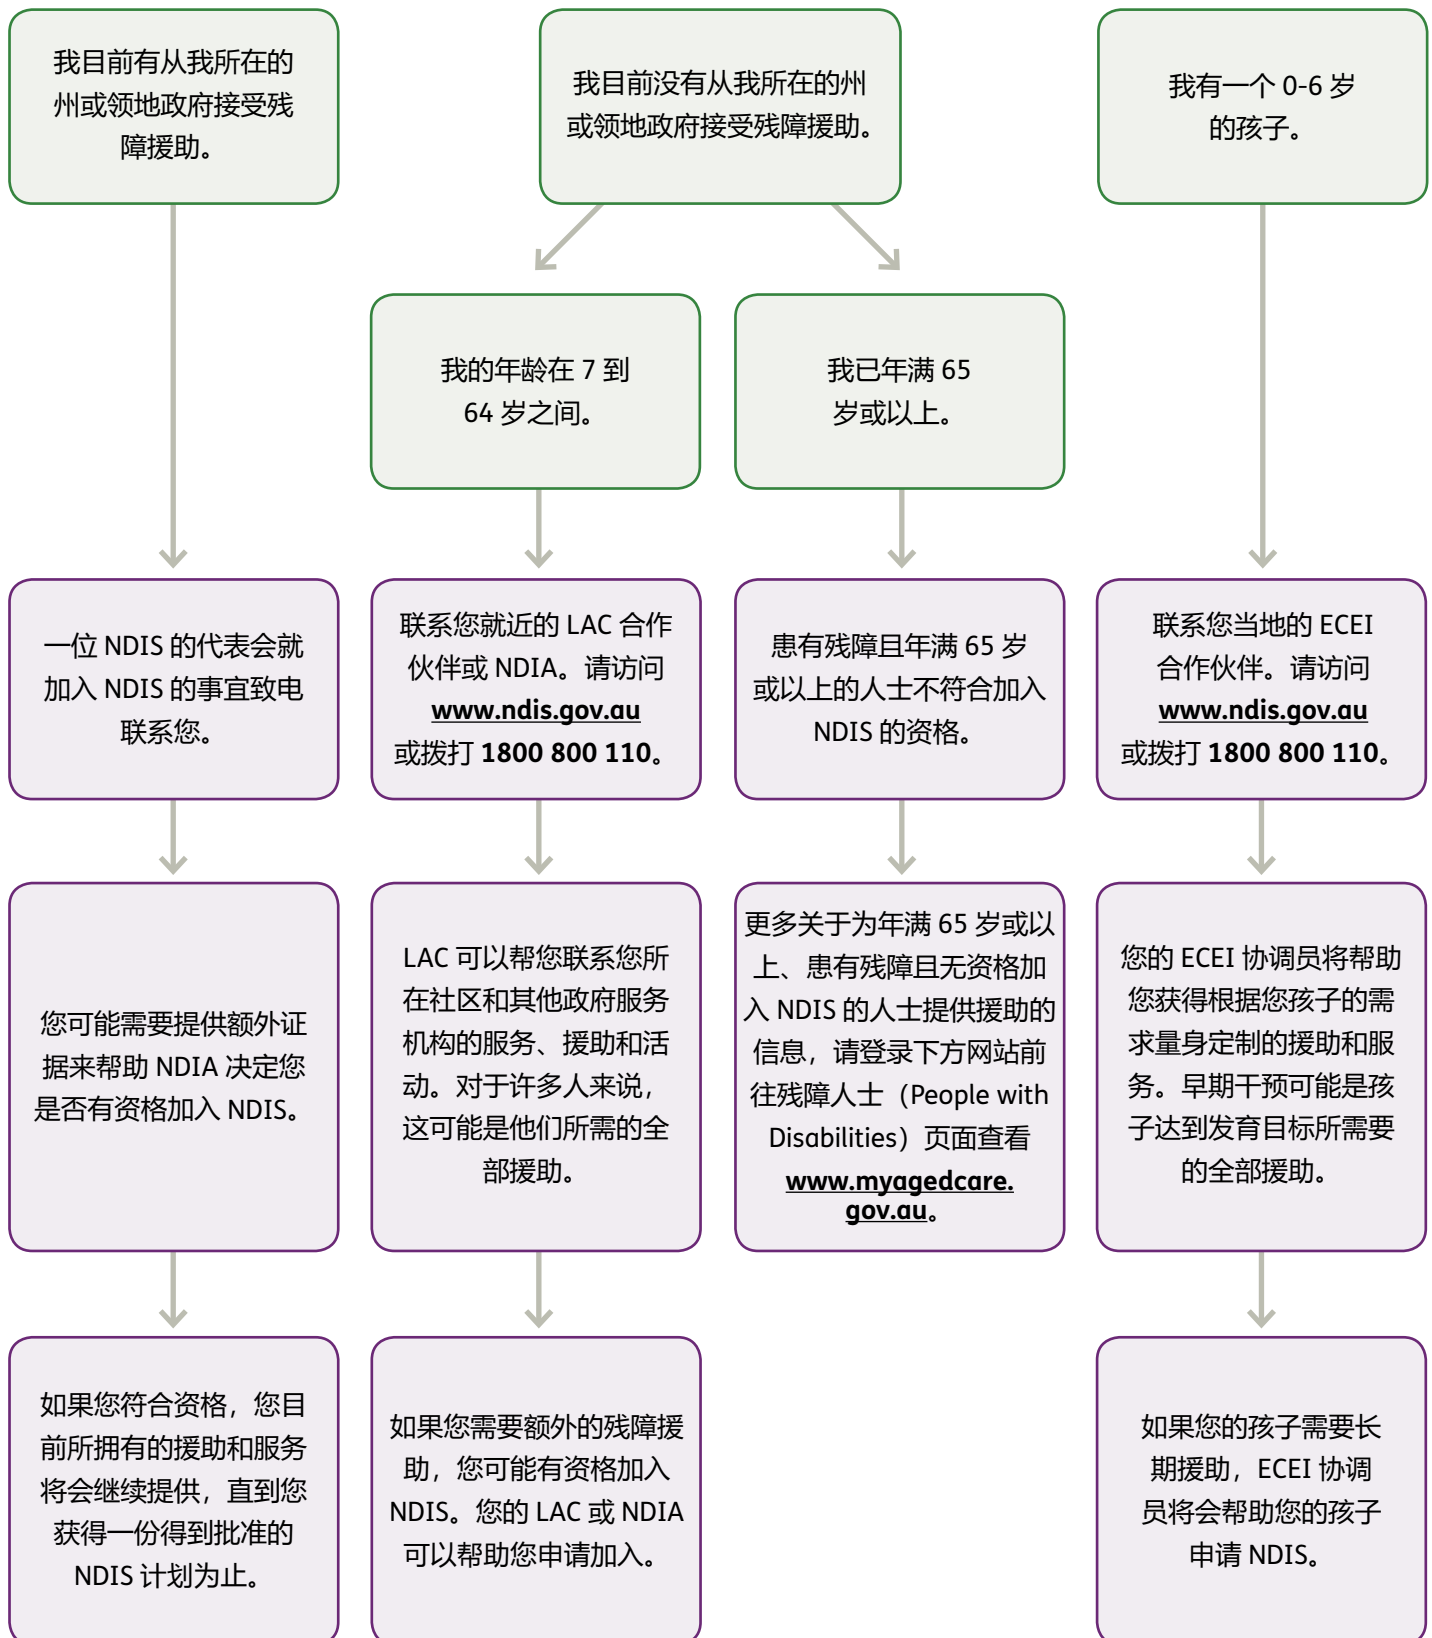 我目前有从我所在的
州或领地政府接受残
障援助。
我目前没有从我所在的州
或领地政府接受残障援助。
我有一个 0-6 岁
的孩子。
我的年龄在 7 到
64 岁之间。
我已年满 65
岁或以上。
一位 NDIS 的代表会就
加入 NDIS 的事宜致电
联系您。
联系您就近的 LAC 合作
伙伴或 NDIA。请访问
www.ndis.gov.au
或拨打 1800 800 110。
患有残障且年满 65 岁
或以上的人士不符合加入
NDIS 的资格。
联系您当地的 ECEI
合作伙伴。请访问
www.ndis.gov.au
或拨打 1800 800 110。
您可能需要提供额外证
据来帮助 NDIA 决定您
是否有资格加入 NDIS。
LAC 可以帮您联系您所
在社区和其他政府服务
机构的服务、援助和活
动。对于许多人来说，
这可能是他们所需的全
部援助。
更多关于为年满 65 岁或以
上、患有残障且无资格加
入 NDIS 的人士提供援助的
信息，请登录下方网站前
往残障人士（People with
Disabilities）页面查看
www.myagedcare.
gov.au。
您的 ECEI 协调员将帮助
您获得根据您孩子的需
求量身定制的援助和服
务。早期干预可能是孩
子达到发育目标所需要
的全部援助。
如果您符合资格，您目
前所拥有的援助和服务
将会继续提供，直到您
获得一份得到批准的
NDIS 计划为止。
如果您需要额外的残障援
助，您可能有资格加入
NDIS。您的 LAC 或 NDIA
可以帮助您申请加入。
如果您的孩子需要长
期援助，ECEI 协调
员将会帮助您的孩子
申请 NDIS。